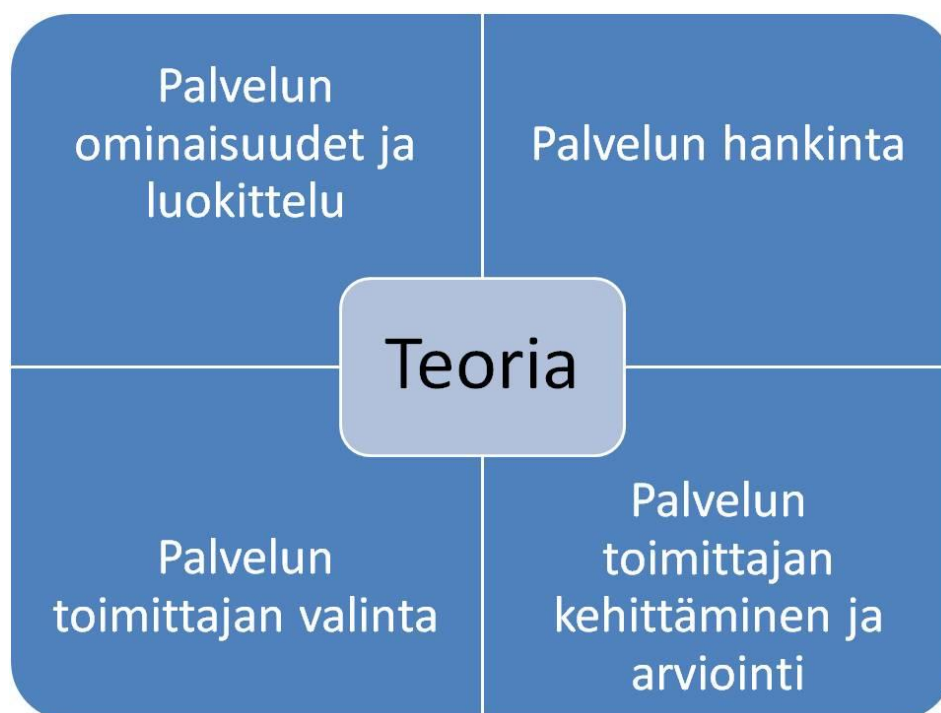 Palvelun
ominaisuudet ja
luokittelu
Palvelun hankinta
Teoria
Palvelun
toimittajan valinta
Palvelun
toimittajan
kehittäminen ja
arviointi